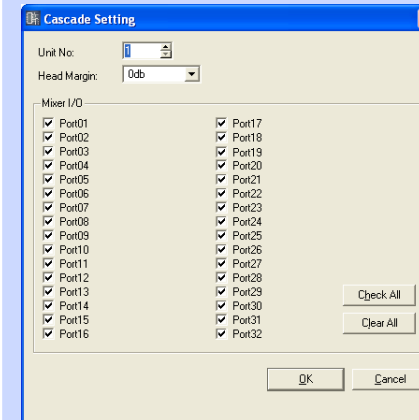 Cascade Setting
Unit No: 1
Head Margin: 0db
Mixer I/O
Port01 Port17
Port02 Port18
Port03 Port19
Port04 Port20
Port05 Port21
Port06 Port22
Port07 Port23
Port08 Port24
Port09 Port25
Port10 Port26
Port11 Port27
Port12 Port28
Port13 Port29
Port14 Port30
Port15 Port31
Port16 Port32
Check All
Clear All
OK Cancel